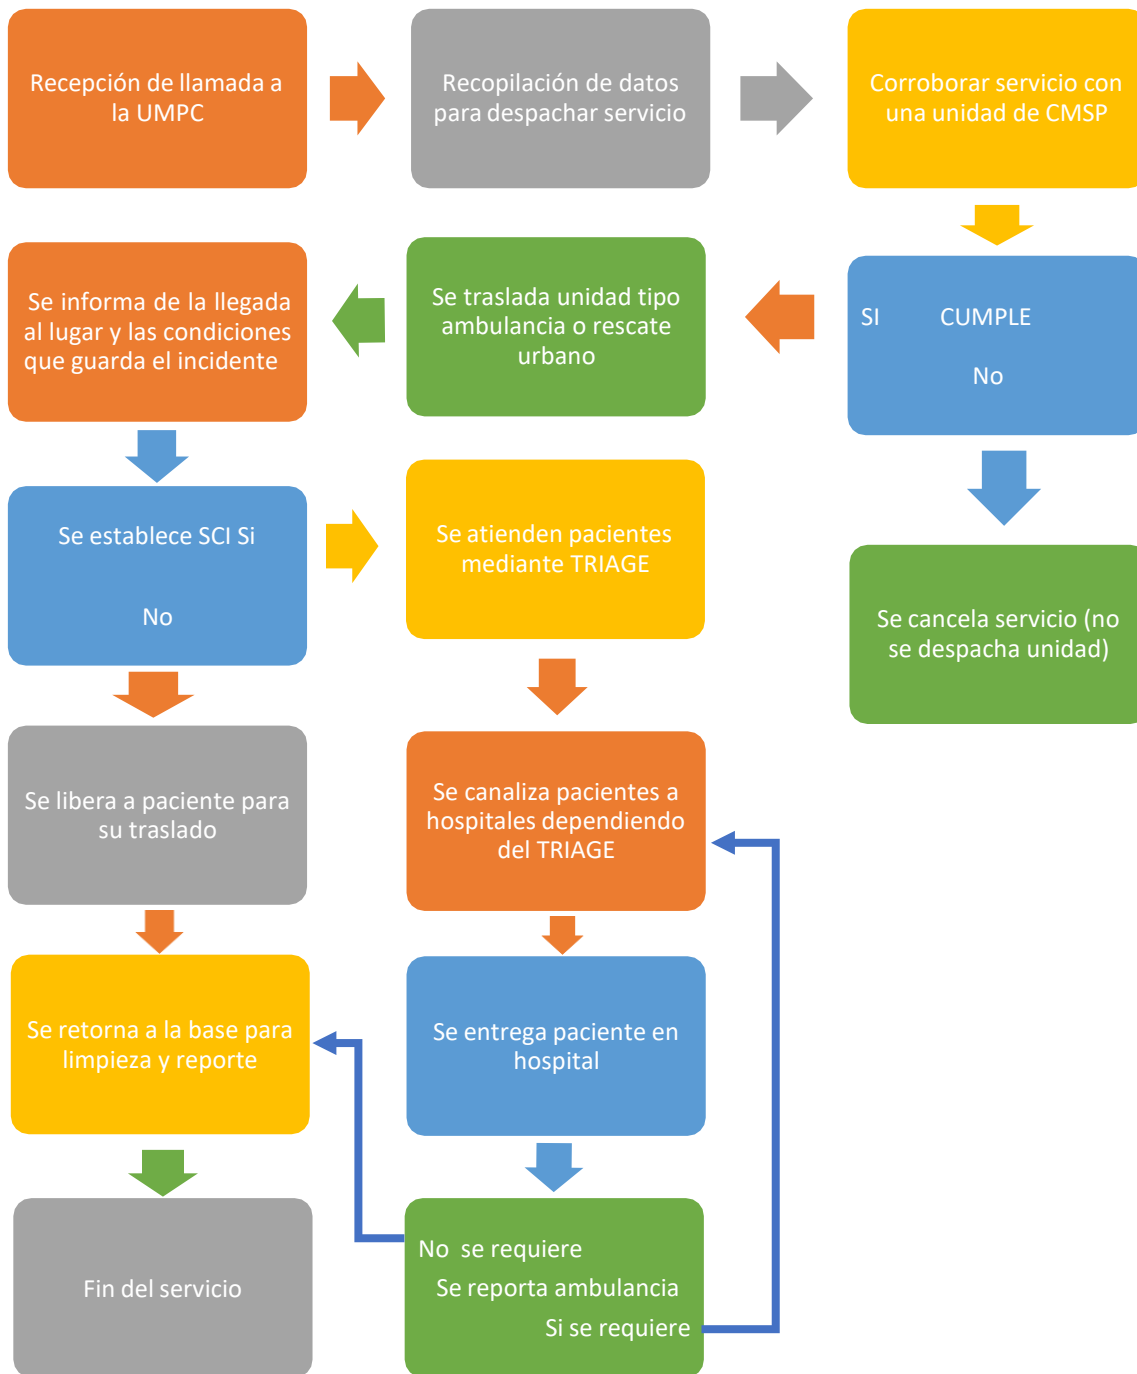 Recepción de llamada a
la UMPC
Recopilación de datos
para despachar servicio
Corroborar servicio con
una unidad de CMSP
Se informa de la llegada
al lugar y las condiciones
que guarda el incidente
Se traslada unidad tipo
ambulancia o rescate
urbano
SI CUMPLE
No
Se establece SCI Si
No
Se atienden pacientes
mediante TRIAGE
Se cancela servicio (no
se despacha unidad)
Se libera a paciente para
su traslado
Se canaliza pacientes a
hospitales dependiendo
del TRIAGE
Se retorna a la base para
limpieza y reporte
Se entrega paciente en
hospital
Fin del servicio
No se requiere
Se reporta ambulancia
Si se requiere